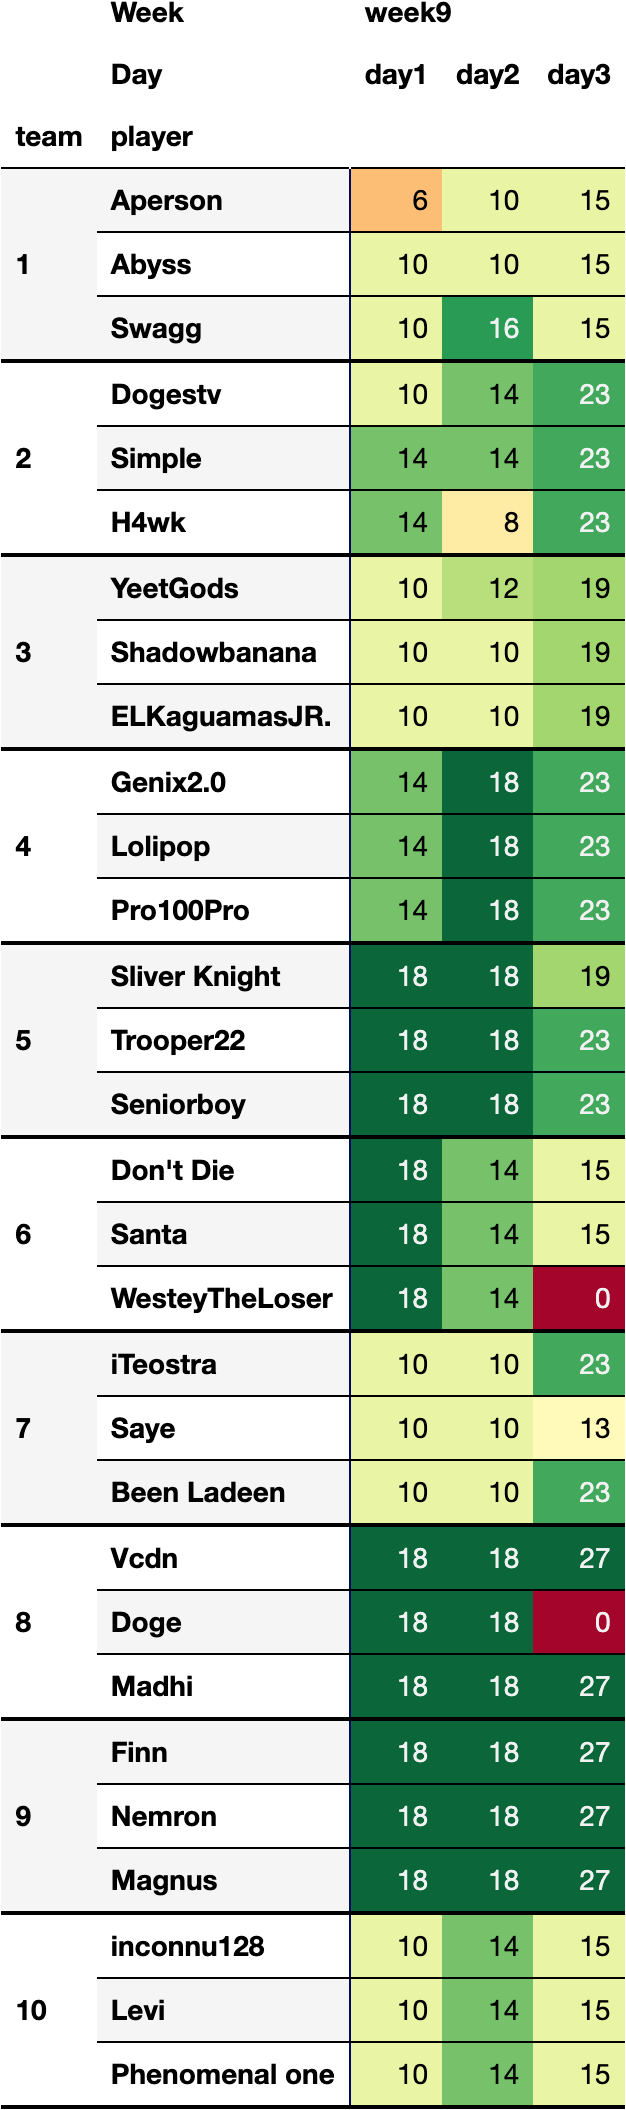 Week week9
Day day1 day2 day3
team player
Aperson 6 10 15
1 Abyss 10 10 15
Swagg 10 16 15
Dogestv 10 14 23
2 Simple 14 14 23
H4wk 14 8 23
YeetGods 10 12 19
3 Shadowbanana 10 10 19
ELKaguamasJR. 10 10 19
Genix2.0 14 18 23
4 Lolipop 14 18 23
Pro100Pro 14 18 23
Sliver Knight 18 18 19
5 Trooper22 18 18 23
Seniorboy 18 18 23
Don't Die 18 14 15
6 Santa 18 14 15
WesteyTheLoser 18 14 0
iTeostra 10 10 23
7 Saye 10 10 13
Been Ladeen 10 10 23
Vcdn 18 18 27
8 Doge 18 18 0
Madhi 18 18 27
Finn 18 18 27
9 Nemron 18 18 27
Magnus 18 18 27
inconnu128 10 14 15
10 Levi 10 14 15
Phenomenal one 10 14 15